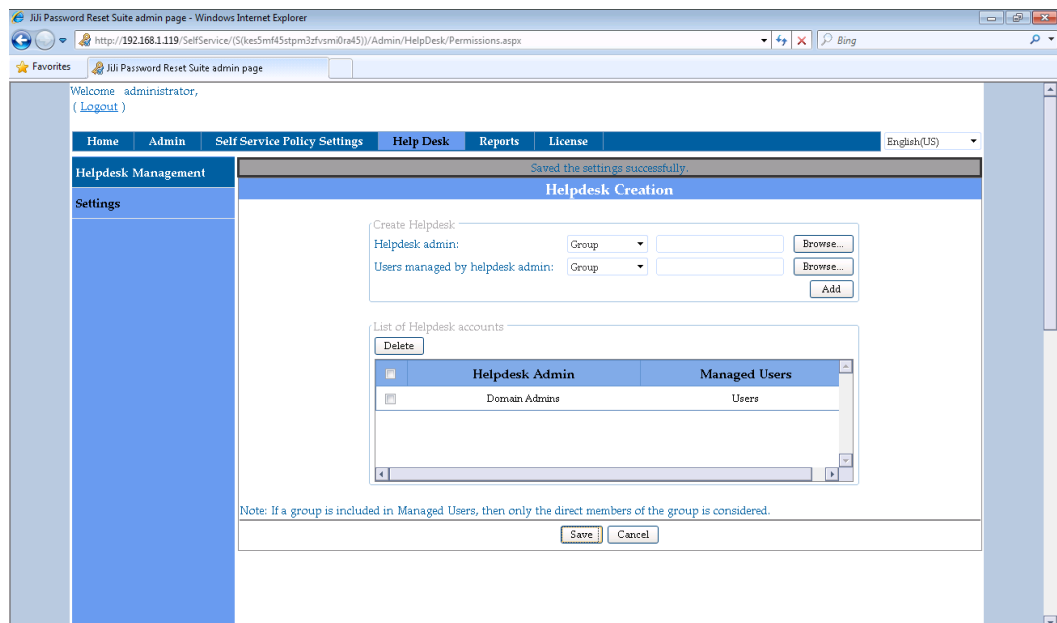 JiJi Password Reset Suite admin page - Windows Internet Explorer
http://192.168.1.119/SelfService/(S(kes5mf45stpm3zfvsmi0ra45))/Admin/HelpDesk/Permissions.aspx
Bing
Favorites
JiJi Password Reset Suite admin page
Welcome administrator,
( Logout )
Home Admin Self Service Policy Settings Help Desk Reports License English(US)
Helpdesk Management
Settings
Saved the settings successfully.
Helpdesk Creation
Create Helpdesk
Helpdesk admin: Group Browse...
Users managed by helpdesk admin: Group Browse...
Add
List of Helpdesk accounts
Delete
Helpdesk Admin Managed Users
Domain Admins Users
Note: If a group is included in Managed Users, then only the direct members of the group is considered.
Save Cancel